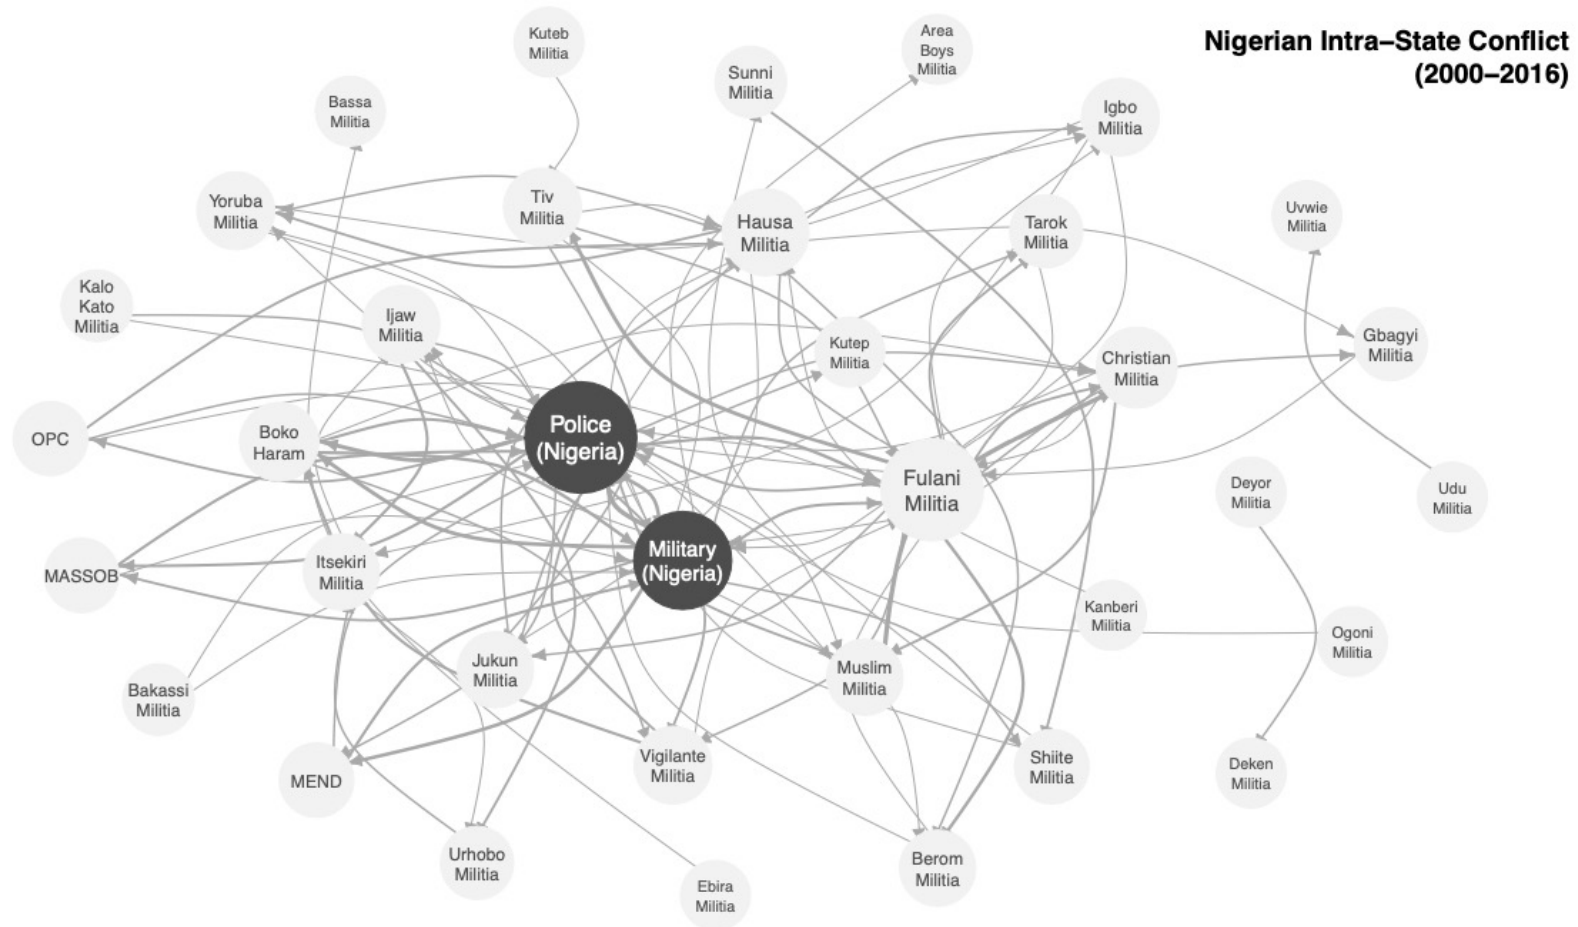 Nigerian Intra–State Conflict
(2000–2016)
Kuteb
Militia
Area
Boys
Militia
Sunni
Militia
Bassa
Militia
Igbo
Militia
Yoruba
Militia
Tiv
Militia
Hausa
Militia
Tarok
Militia
Uvwie
Militia
Kalo
Kato
Militia
Ijaw
Militia
Kutep
Militia
Christian
Militia
Gbagyi
Militia
OPC
Boko
Haram
Police
(Nigeria)
Fulani
Militia
Deyor
Militia
Udu
Militia
MASSOB
Itsekiri
Militia
Military
(Nigeria)
Kanberi
Militia
Ogoni
Militia
Bakassi
Militia
Jukun
Militia
Muslim
Militia
MEND
Vigilante
Militia
Shiite
Militia
Deken
Militia
Urhobo
Militia
Ebira
Militia
Berom
Militia